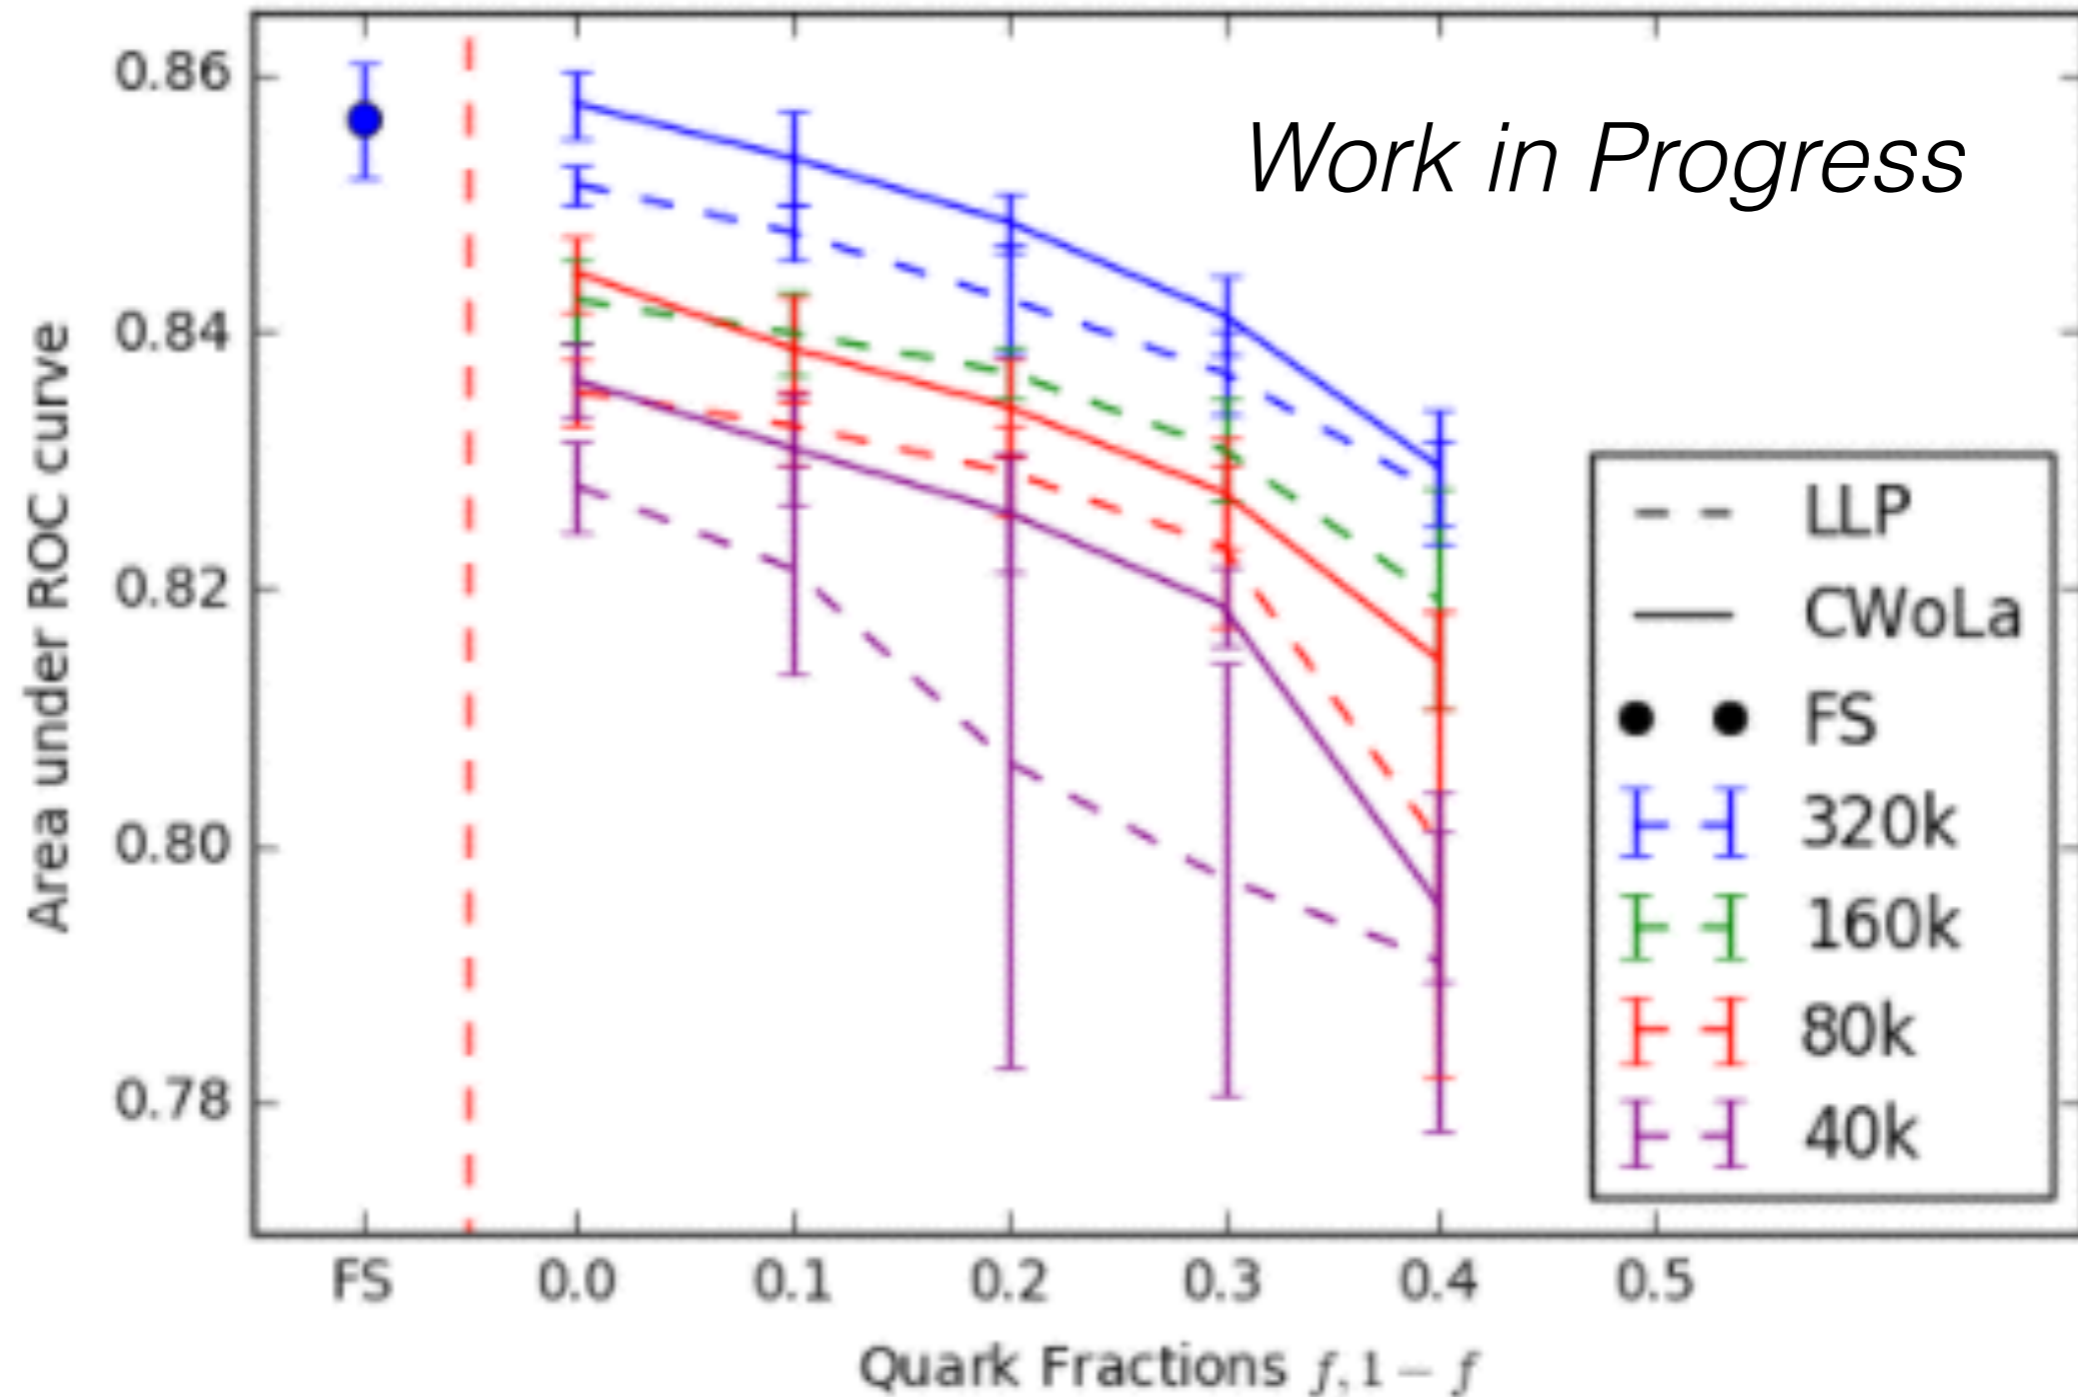 Work in Progress
Area under ROC curve
0.86
0.84
0.82
0.80
0.78
FS 0.0 0.1 0.2 0.3 0.4 0.5
Quark Fractions f, 1 − f
LLP
CWoLa
FS
320k
160k
80k
40k